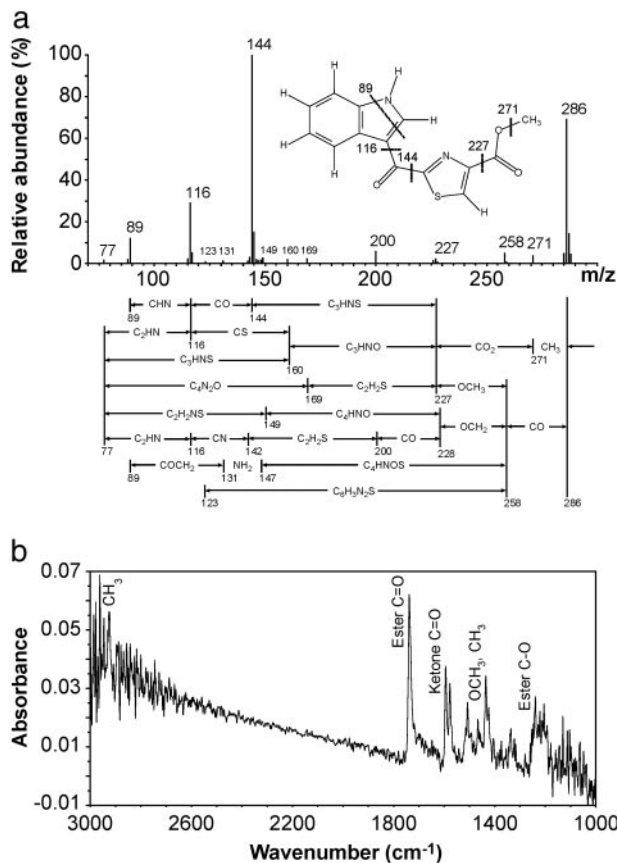 a
Relative abundance (%)
100
80
60
40
20
0
144
286
116
89
77
123
131
149
160
169
200
227
258
271
100
150
200
250
m/z
H
H
N
H
H
89
H
H
116
144
O
N
S
H
227
O
O
271
CH3
CHN
CO
C3HNS
89
144
C2HN
116
CS
C3HNS
C3HNO
CO2
CH3
160
271
C4N2O
C2H2S
OCH3
169
227
C2H2NS
C4HNO
149
OCH2
CO
C2HN
CN
C2H2S
CO
77
116
142
200
228
COCH2
NH2
C4HNOS
89
131
147
C8H3N2S
123
258
286
b
Absorbance
0.07
0.05
0.03
0.01
-0.01
CH3
Ester C=O
Ketone C=O
OCH3, CH3
Ester C-O
3000
2600
2200
1800
1400
1000
Wavenumber (cm-1)